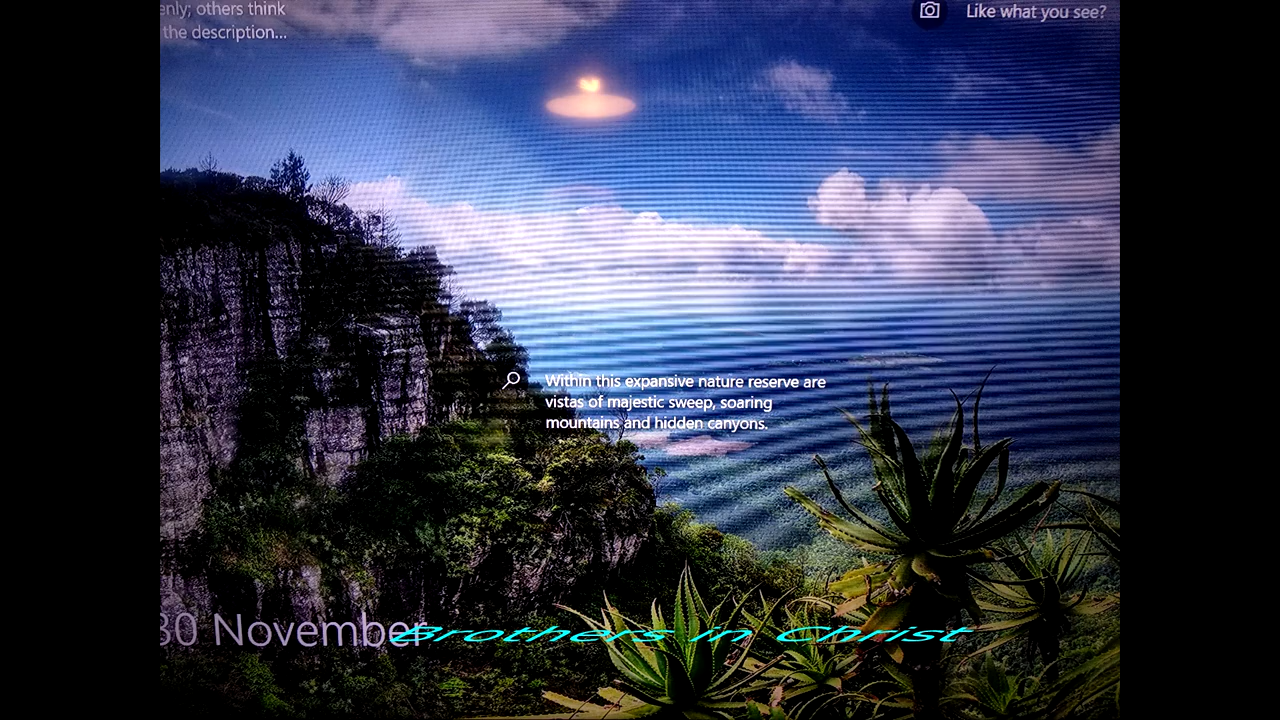 enly; others think
the description...
Like what you see?
Within this expansive nature reserve are
vistas of majestic sweep, soaring
mountains and hidden canyons.
30 November
Brothers in Christ